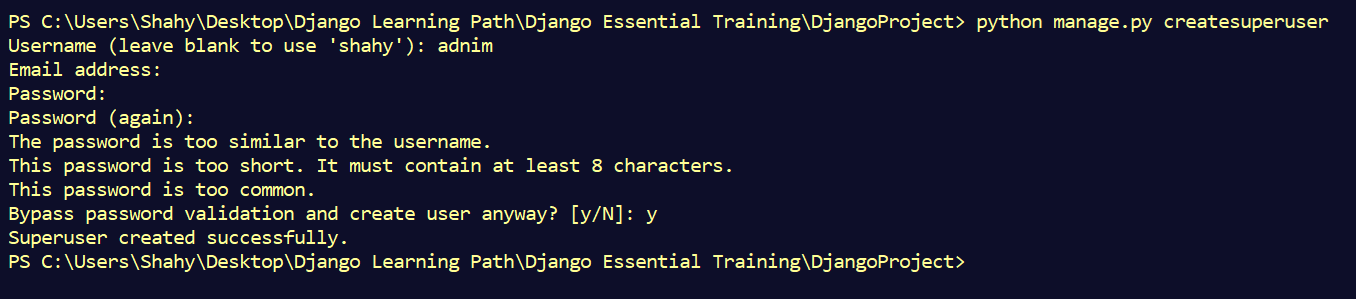 PS C:\Users\Shahy\Desktop\Django Learning Path\Django Essential Training\DjangoProject> python manage.py createsuperuser
Username (leave blank to use 'shahy'): adnim
Email address:
Password:
Password (again):
The password is too similar to the username.
This password is too short. It must contain at least 8 characters.
This password is too common.
Bypass password validation and create user anyway? [y/N]: y
Superuser created successfully.
PS C:\Users\Shahy\Desktop\Django Learning Path\Django Essential Training\DjangoProject>